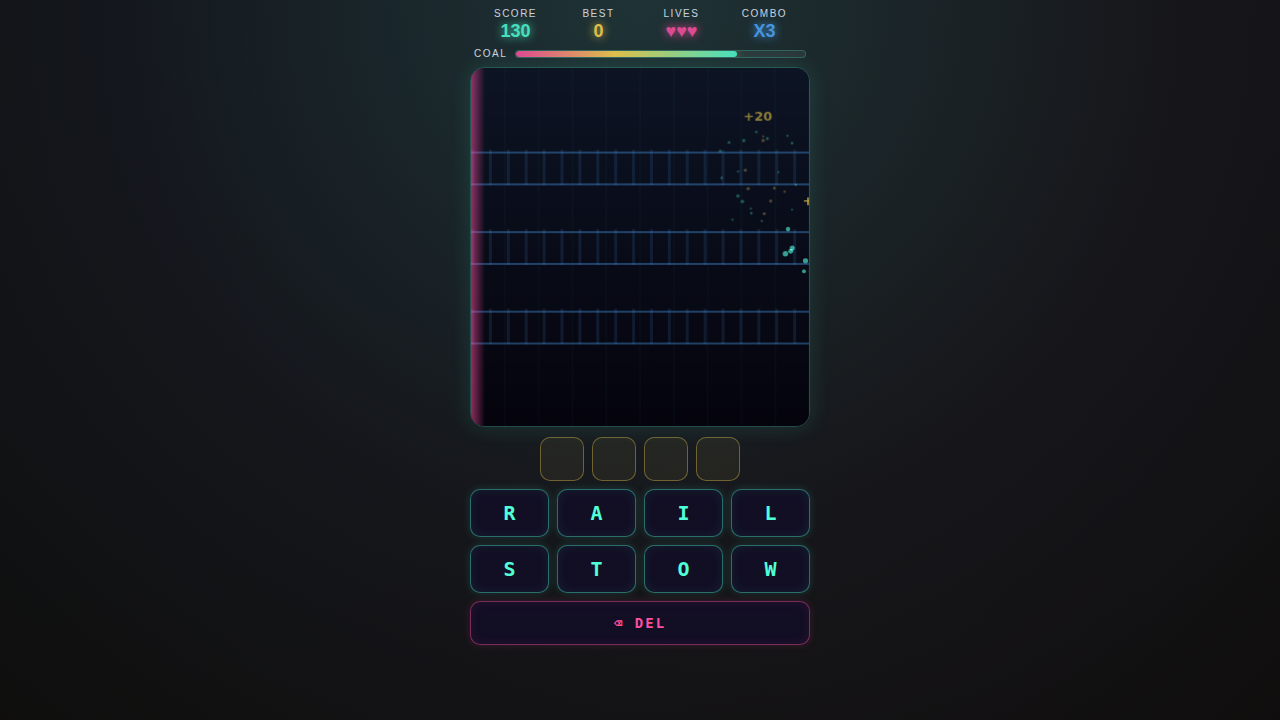 SCORE BEST LIVES COMBO
130 0 ♥♥♥ X3
COAL
+20
+
R A I L
S T O W
⌫ DEL